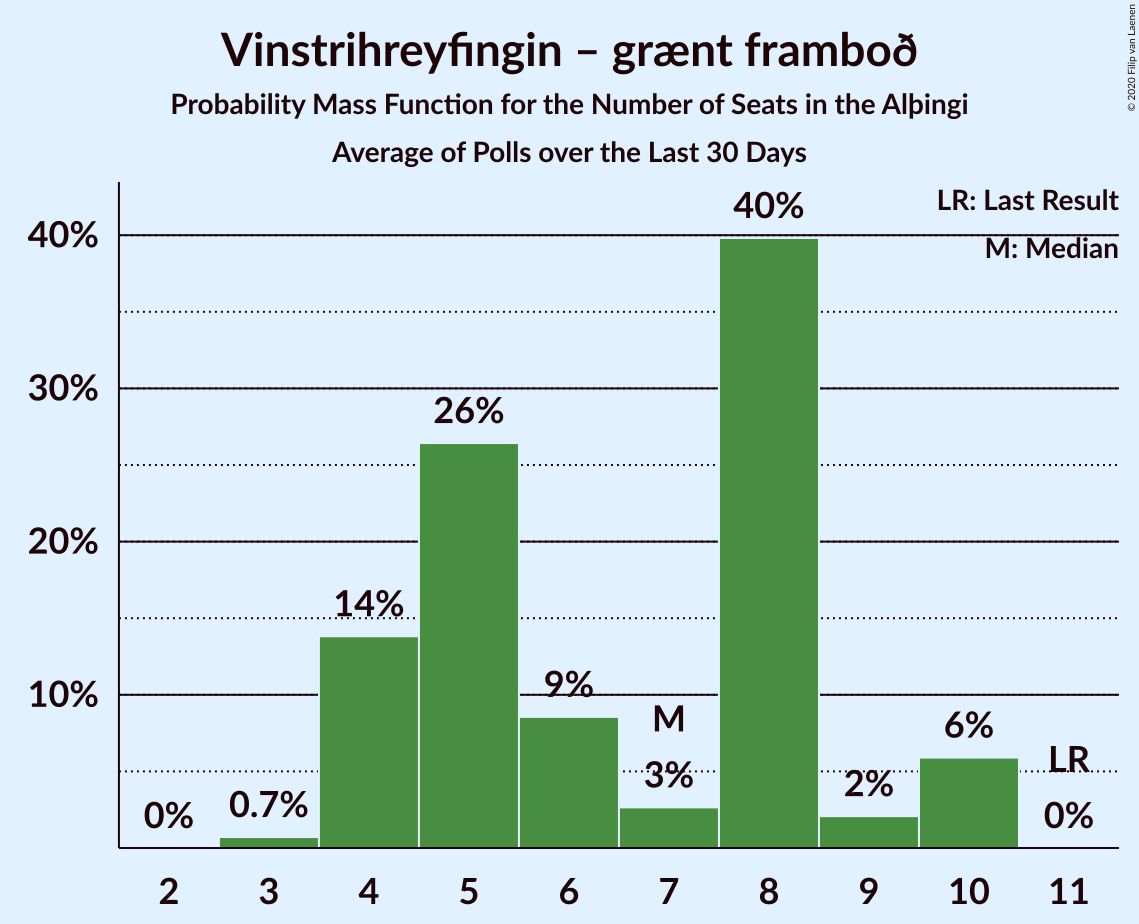 Vinstrihreyfingin – grænt framboð
Probability Mass Function for the Number of Seats in the Alþingi
Average of Polls over the Last 30 Days
© 2020 Filip van Laenen
LR: Last Result
M: Median
40%
30%
20%
10%
0%
0.7%
14%
26%
9%
M
3%
40%
2%
6%
LR
0%
2 3 4 5 6 7 8 9 10 11